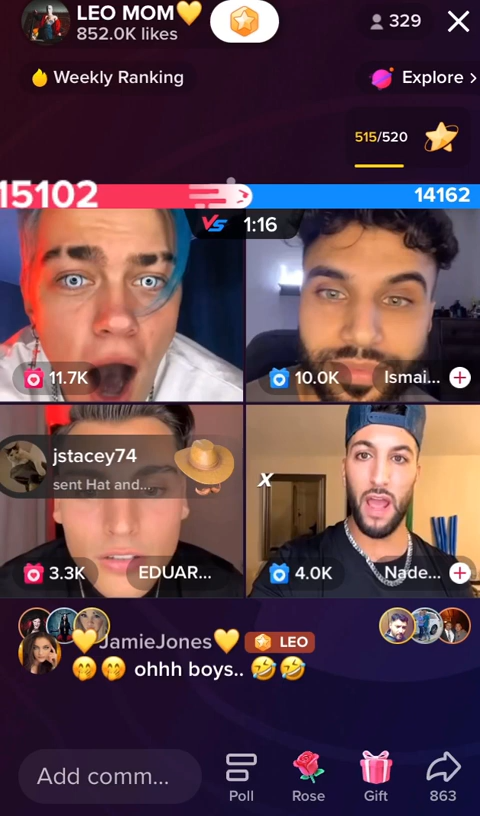 LEO MOM💛
852.0K likes
329
Weekly Ranking
Explore >
515/520
15102
14162
VS 1:16
11.7K
10.0K
Ismai...
jstacey74
sent Hat and...
X
3.3K
EDUAR...
4.0K
Nade...
💛JamieJones💛 LEO
🤭🤭 ohhh boys.. 🤣🤣
Add comm...
Poll
Rose
Gift
863